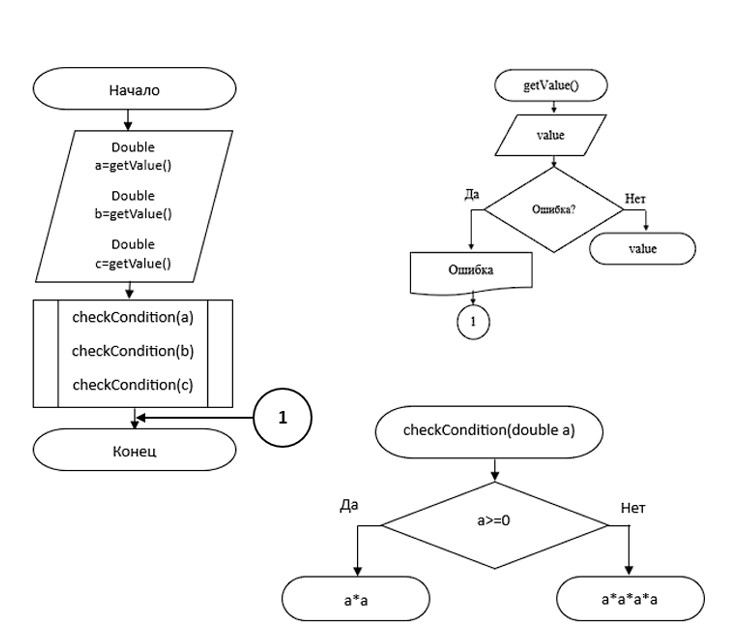 Начало
Double
a=getValue()
Double
b=getValue()
Double
c=getValue()
checkCondition(a)
checkCondition(b)
checkCondition(c)
1
Конец
getValue()
value
Да
Ошибка?
Нет
value
Ошибка
1
checkCondition(double a)
Да
a>=0
Нет
a*a
a*a*a*a